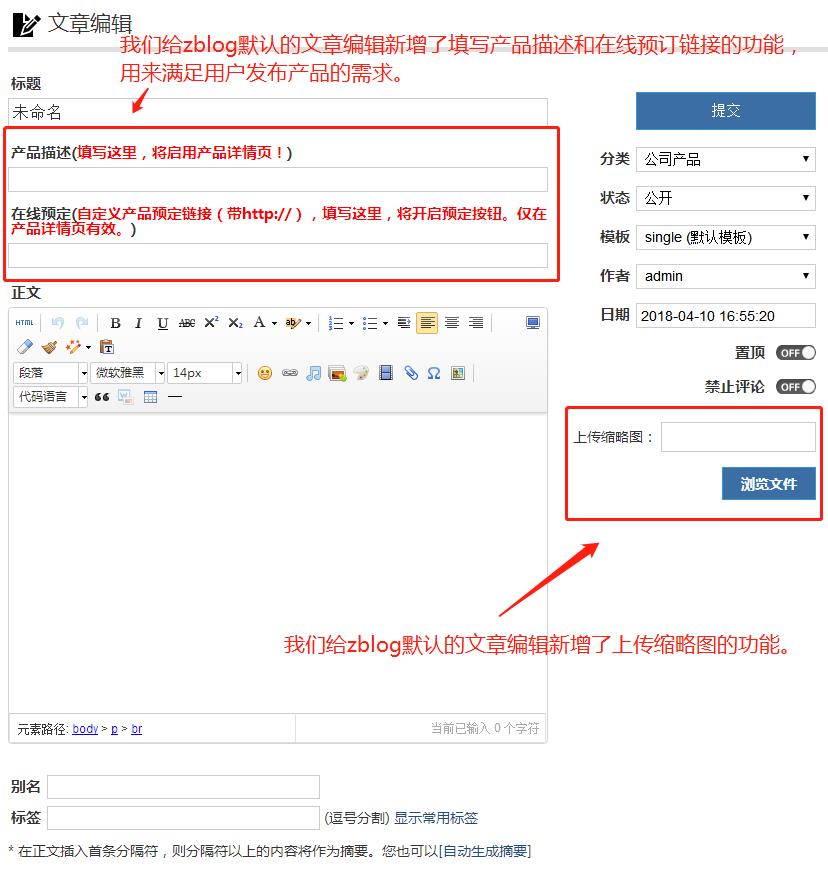 文章编辑
我们给zblog默认的文章编辑新增了填写产品描述和在线预订链接的功能，
用来满足用户发布产品的需求。
标题
未命名
产品描述(填写这里，将启用产品详情页！)
在线预定(自定义产品预定链接（带http://），填写这里，将开启预定按钮。仅在
产品详情页有效。)
正文
HTML
B I U ABC X² X₂ A ab
段落 微软雅黑 14px
代码语言
元素路径: body > p > br
当前已输入 0 个字符
别名
标签 (逗号分割) 显示常用标签
* 在正文插入首条分隔符，则分隔符以上的内容将作为摘要。您也可以[自动生成摘要]
提交
分类 公司产品
状态 公开
模板 single (默认模板)
作者 admin
日期 2018-04-10 16:55:20
置顶 OFF
禁止评论 OFF
上传缩略图：
浏览文件
我们给zblog默认的文章编辑新增了上传缩略图的功能。